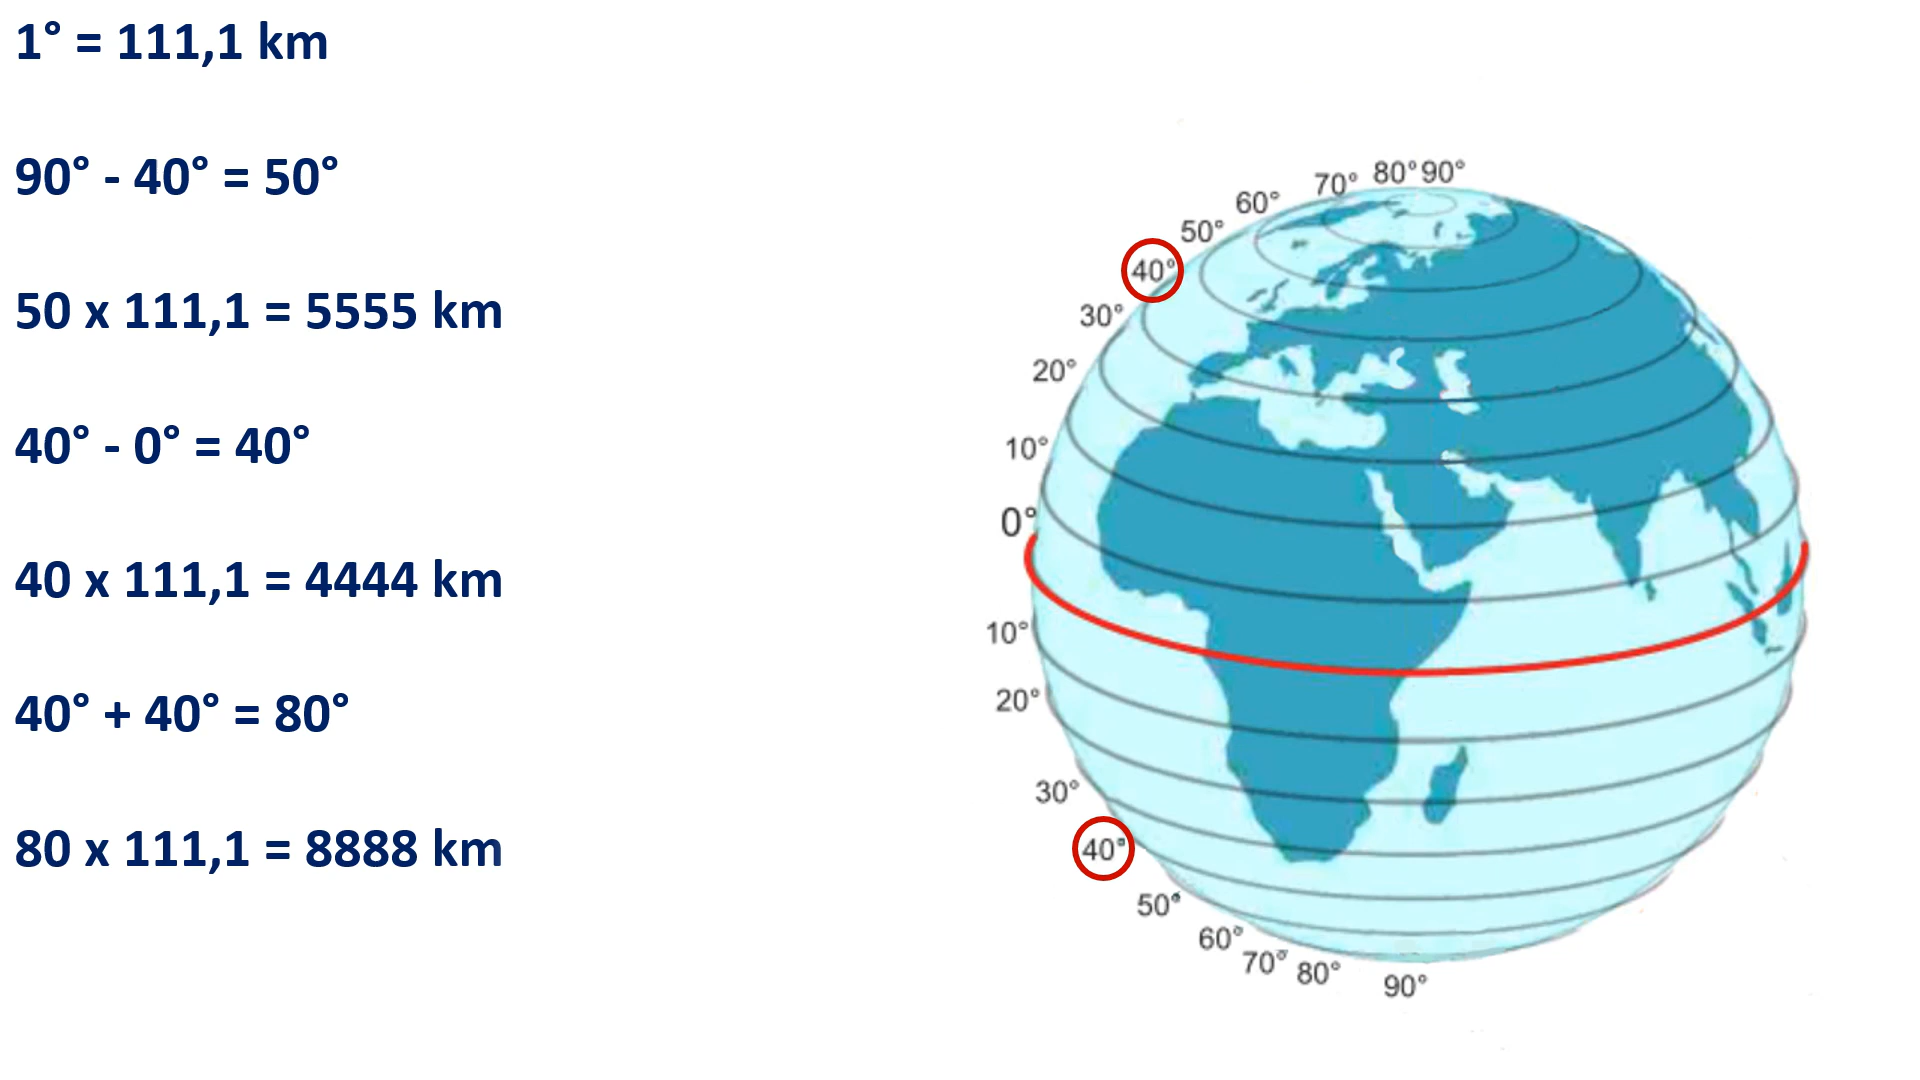 1° = 111,1 km
90° - 40° = 50°
50 x 111,1 = 5555 km
40° - 0° = 40°
40 x 111,1 = 4444 km
40° + 40° = 80°
80 x 111,1 = 8888 km
90°
80°
70°
60°
50°
40°
30°
20°
10°
0°
10°
20°
30°
40°
50°
60°
70°
80°
90°